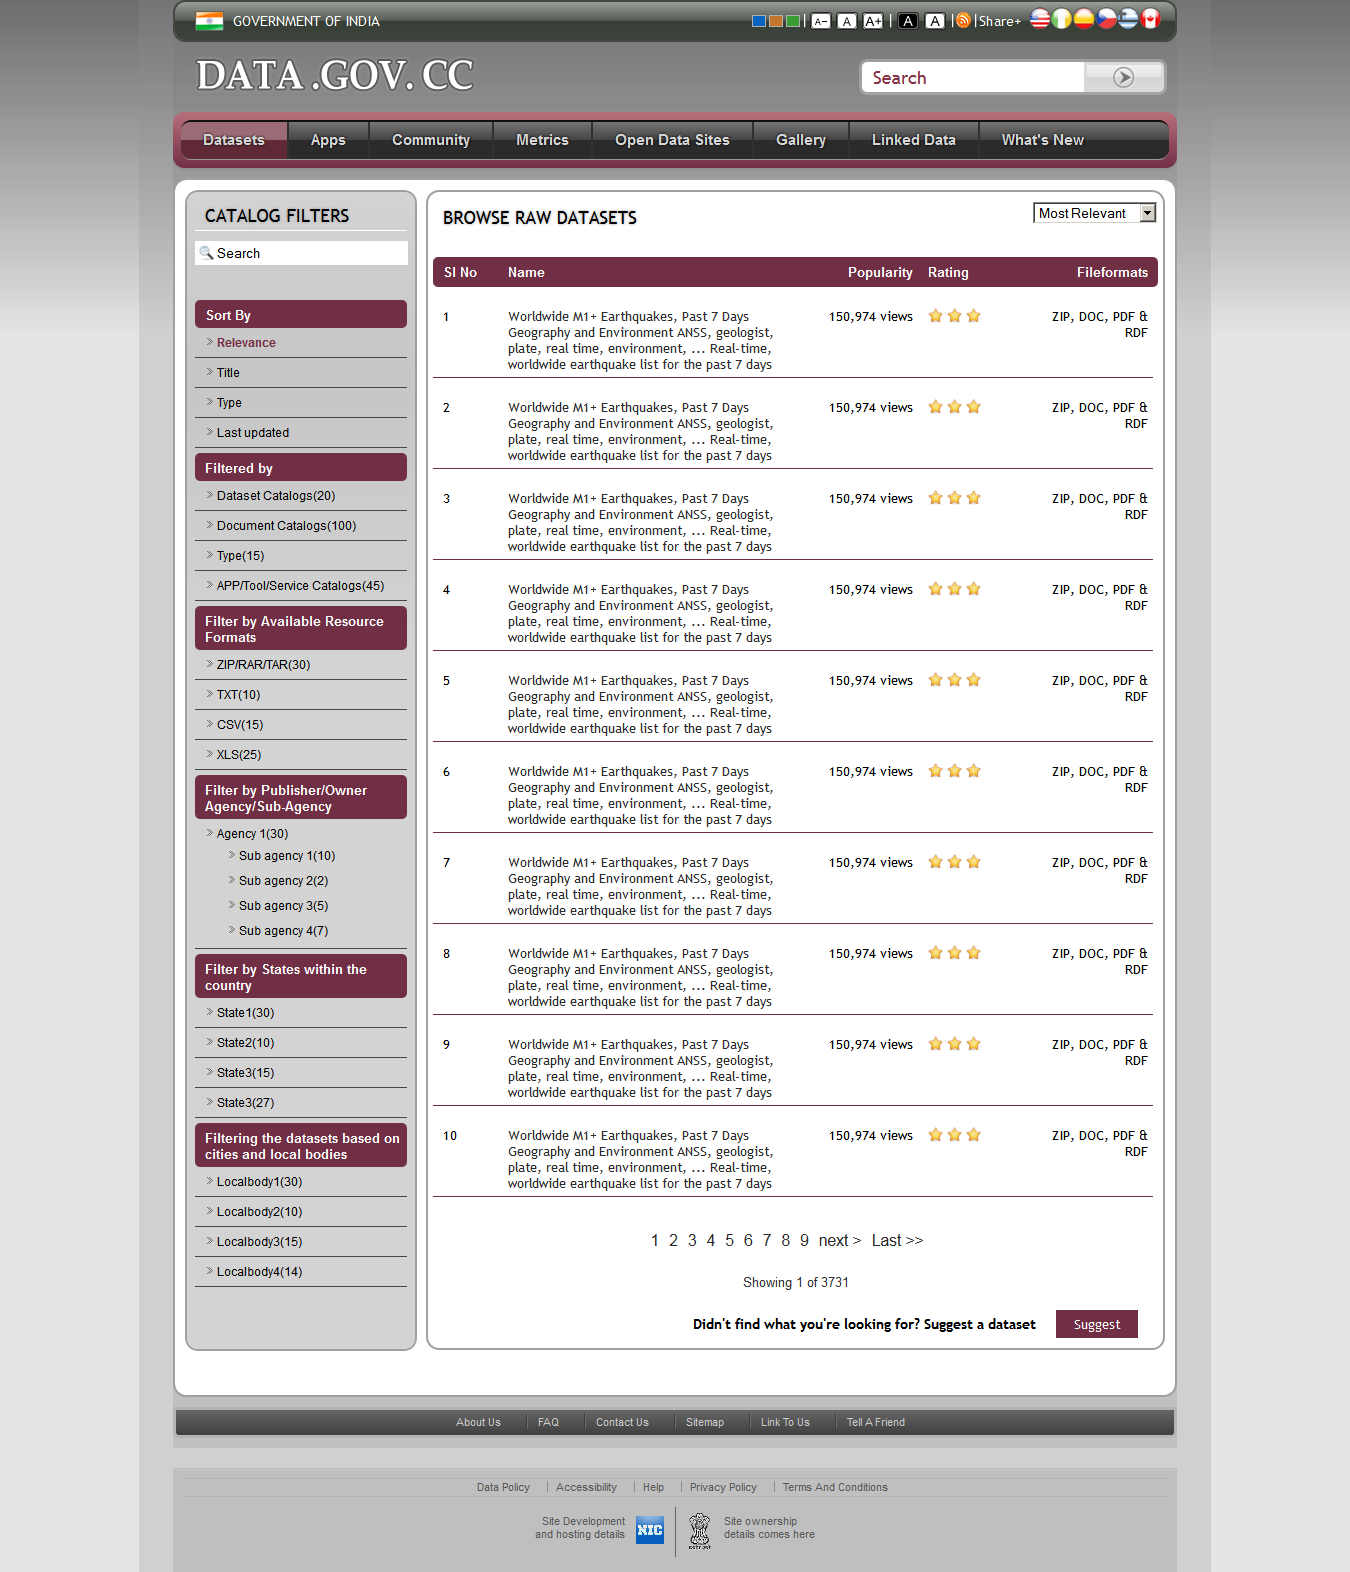 GOVERNMENT OF INDIA
A- A A+ A A Share+
DATA .GOV. CC
Search
Datasets Apps Community Metrics Open Data Sites Gallery Linked Data What's New
CATALOG FILTERS
Search
Sort By
Relevance
Title
Type
Last updated
Filtered by
Dataset Catalogs(20)
Document Catalogs(100)
Type(15)
APP/Tool/Service Catalogs(45)
Filter by Available Resource
Formats
ZIP/RAR/TAR(30)
TXT(10)
CSV(15)
XLS(25)
Filter by Publisher/Owner
Agency/Sub-Agency
Agency 1(30)
Sub agency 1(10)
Sub agency 2(2)
Sub agency 3(5)
Sub agency 4(7)
Filter by States within the
country
State1(30)
State2(10)
State3(15)
State3(27)
Filtering the datasets based on
cities and local bodies
Localbody1(30)
Localbody2(10)
Localbody3(15)
Localbody4(14)
BROWSE RAW DATASETS
Most Relevant
Sl No Name Popularity Rating Fileformats
1 Worldwide M1+ Earthquakes, Past 7 Days 150,974 views ZIP, DOC, PDF &
Geography and Environment ANSS, geologist, RDF
plate, real time, environment, ... Real-time,
worldwide earthquake list for the past 7 days
2 Worldwide M1+ Earthquakes, Past 7 Days 150,974 views ZIP, DOC, PDF &
Geography and Environment ANSS, geologist, RDF
plate, real time, environment, ... Real-time,
worldwide earthquake list for the past 7 days
3 Worldwide M1+ Earthquakes, Past 7 Days 150,974 views ZIP, DOC, PDF &
Geography and Environment ANSS, geologist, RDF
plate, real time, environment, ... Real-time,
worldwide earthquake list for the past 7 days
4 Worldwide M1+ Earthquakes, Past 7 Days 150,974 views ZIP, DOC, PDF &
Geography and Environment ANSS, geologist, RDF
plate, real time, environment, ... Real-time,
worldwide earthquake list for the past 7 days
5 Worldwide M1+ Earthquakes, Past 7 Days 150,974 views ZIP, DOC, PDF &
Geography and Environment ANSS, geologist, RDF
plate, real time, environment, ... Real-time,
worldwide earthquake list for the past 7 days
6 Worldwide M1+ Earthquakes, Past 7 Days 150,974 views ZIP, DOC, PDF &
Geography and Environment ANSS, geologist, RDF
plate, real time, environment, ... Real-time,
worldwide earthquake list for the past 7 days
7 Worldwide M1+ Earthquakes, Past 7 Days 150,974 views ZIP, DOC, PDF &
Geography and Environment ANSS, geologist, RDF
plate, real time, environment, ... Real-time,
worldwide earthquake list for the past 7 days
8 Worldwide M1+ Earthquakes, Past 7 Days 150,974 views ZIP, DOC, PDF &
Geography and Environment ANSS, geologist, RDF
plate, real time, environment, ... Real-time,
worldwide earthquake list for the past 7 days
9 Worldwide M1+ Earthquakes, Past 7 Days 150,974 views ZIP, DOC, PDF &
Geography and Environment ANSS, geologist, RDF
plate, real time, environment, ... Real-time,
worldwide earthquake list for the past 7 days
10 Worldwide M1+ Earthquakes, Past 7 Days 150,974 views ZIP, DOC, PDF &
Geography and Environment ANSS, geologist, RDF
plate, real time, environment, ... Real-time,
worldwide earthquake list for the past 7 days
1 2 3 4 5 6 7 8 9 next > Last >>
Showing 1 of 3731
Didn't find what you're looking for? Suggest a dataset Suggest
About Us FAQ Contact Us Sitemap Link To Us Tell A Friend
Data Policy Accessibility Help Privacy Policy Terms And Conditions
Site Development
and hosting details
NIC
Site ownership
details comes here